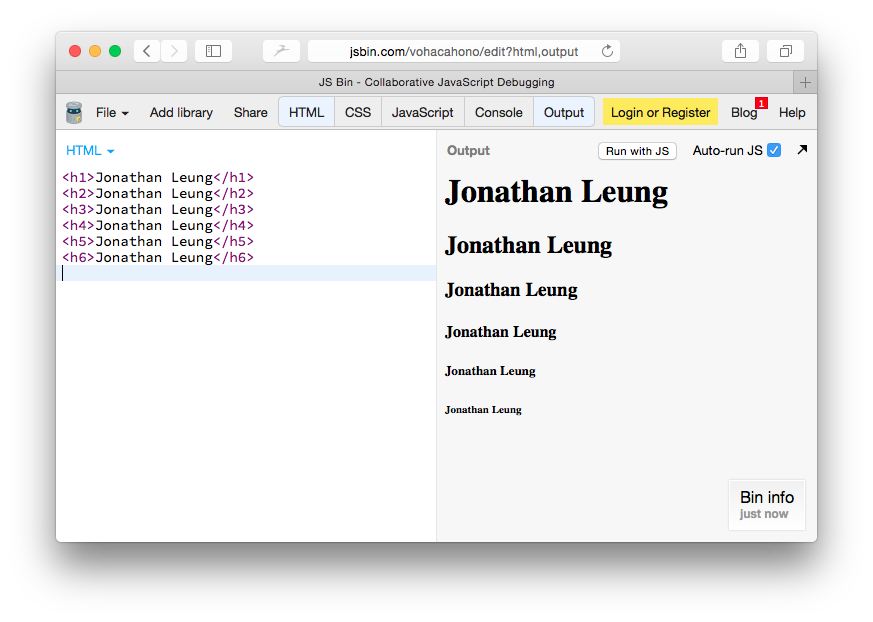 jsbin.com/vohacahono/edit?html,output
JS Bin - Collaborative JavaScript Debugging
File Add library Share HTML CSS JavaScript Console Output Login or Register Blog 1 Help
HTML
<h1>Jonathan Leung</h1>
<h2>Jonathan Leung</h2>
<h3>Jonathan Leung</h3>
<h4>Jonathan Leung</h4>
<h5>Jonathan Leung</h5>
<h6>Jonathan Leung</h6>
Output Run with JS Auto-run JS
Jonathan Leung
Jonathan Leung
Jonathan Leung
Jonathan Leung
Jonathan Leung
Jonathan Leung
Bin info
just now